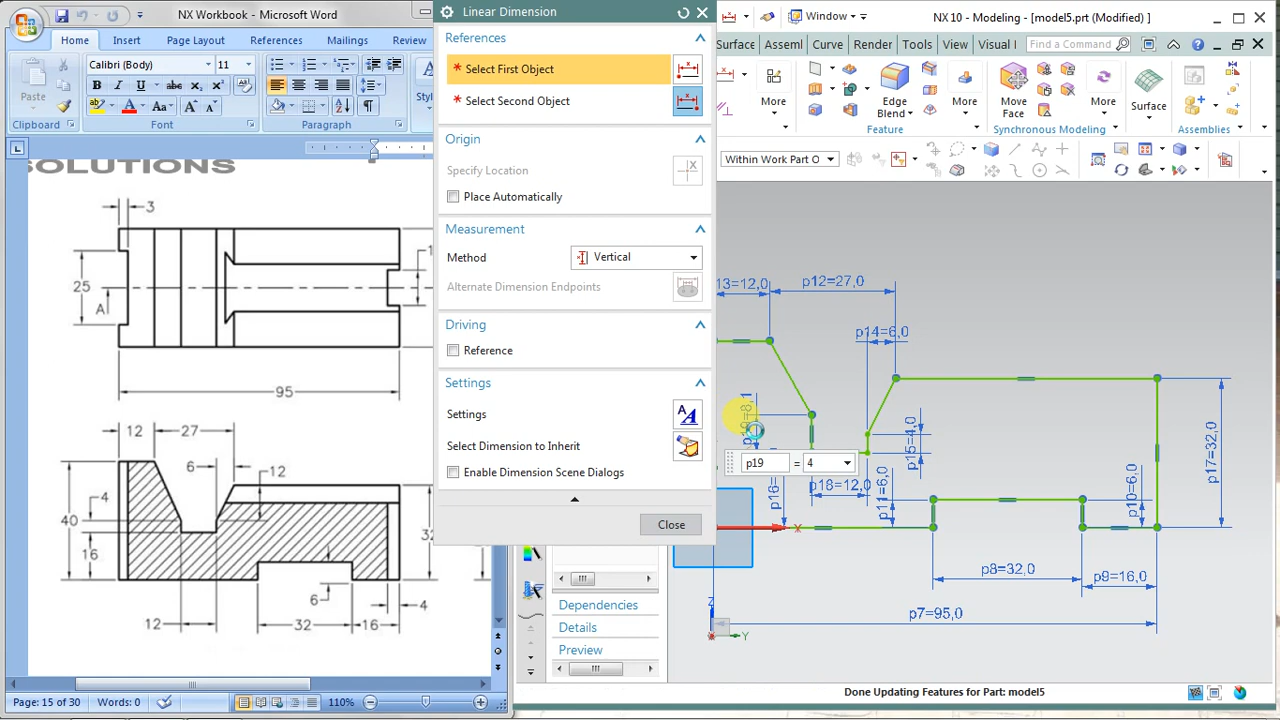 NX Workbook - Microsoft Word
Home
Insert
Page Layout
References
Mailings
Review
Paste
Calibri (Body)
11
Clipboard
Font
Paragraph
SOLUTIONS
3
25
A
95
12
27
6
12
4
40
16
6
4
12
32
16
Page: 15 of 30
Words: 0
110%
Linear Dimension
References
* Select First Object
* Select Second Object
Origin
Specify Location
Place Automatically
Measurement
Method
Vertical
Alternate Dimension Endpoints
Driving
Reference
Settings
Settings
Select Dimension to Inherit
Enable Dimension Scene Dialogs
Close
Dependencies
Details
Preview
Window
NX 10 - Modeling - [model5.prt (Modified) ]
Surface
Assembl
Curve
Render
Tools
View
Visual I
Find a Command
More
Edge
Blend
More
Move
Face
More
Surface
Feature
Synchronous Modeling
Assemblies
Within Work Part O
13=12,0
p12=27,0
p14=6,0
p15=4,0
p17=32,0
p19
= 4
p16=
p18=12,0
p11=6,0
p10=6,0
p8=32,0
p9=16,0
p7=95,0
Z
Y
Done Updating Features for Part: model5